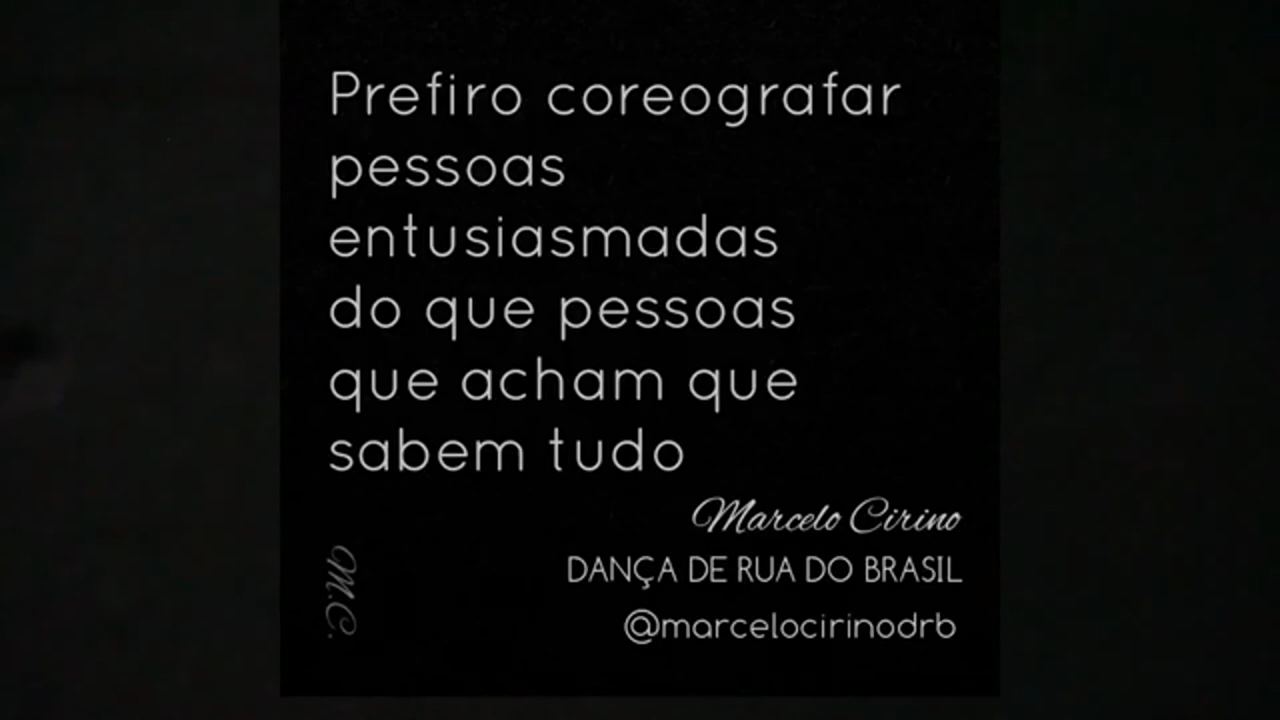 Prefiro coreografar
pessoas
entusiasmadas
do que pessoas
que acham que
sabem tudo
Marcelo Cirino
DANÇA DE RUA DO BRASIL
@marcelocirinodrb
M.C.